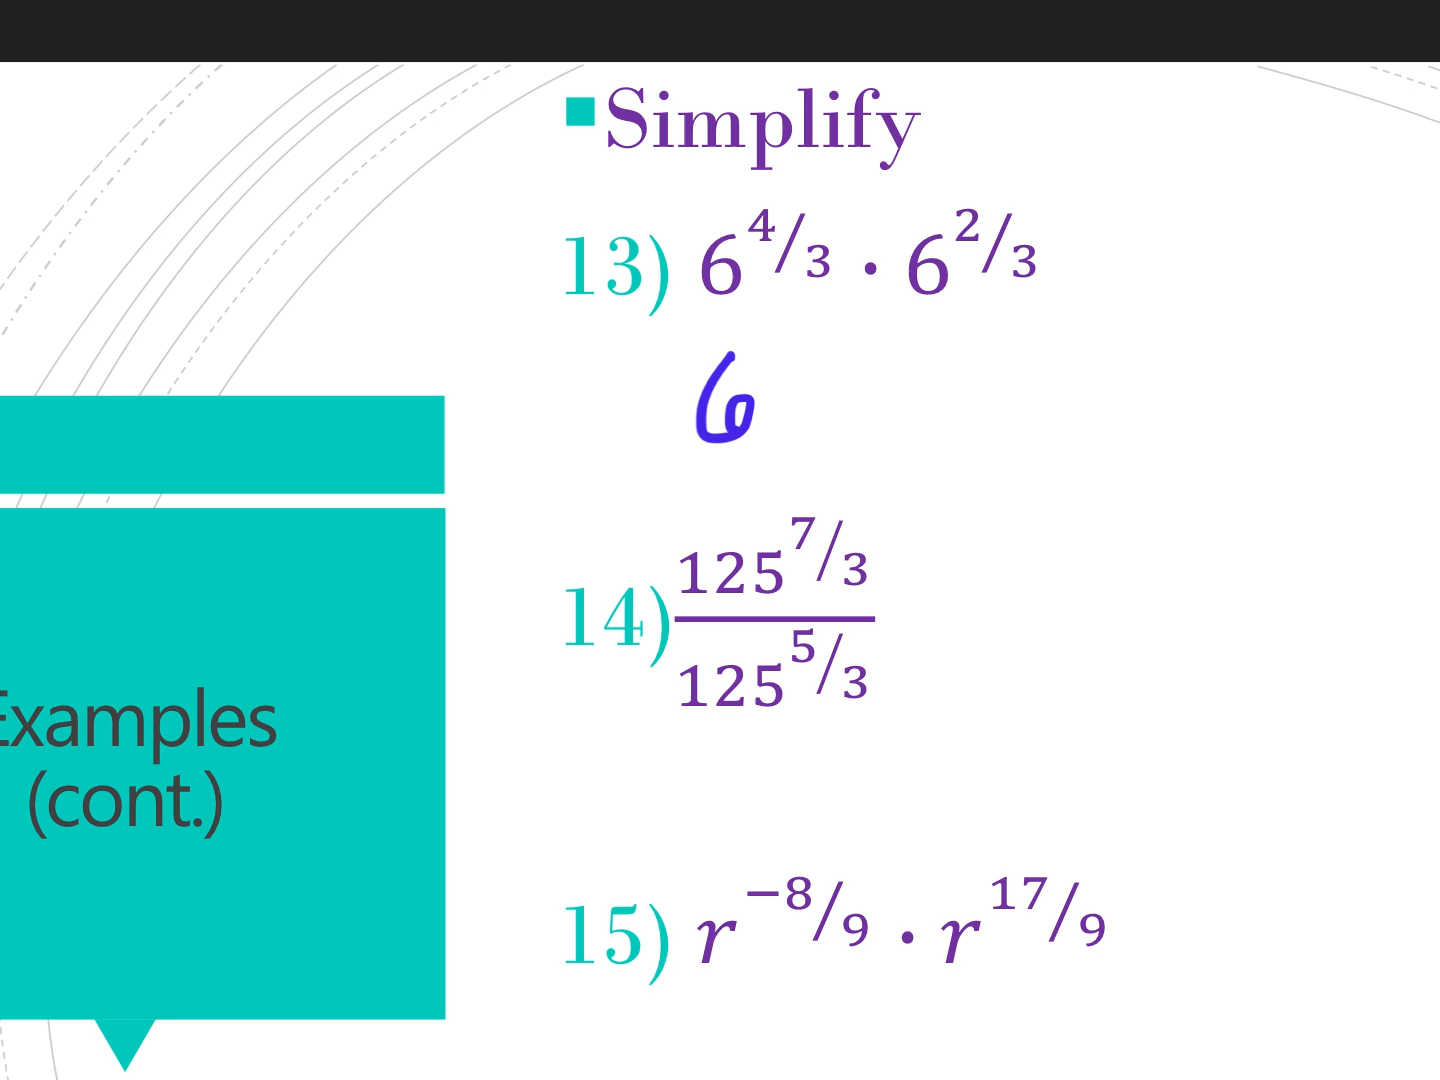 Simplify
13) 6^{4/3} · 6^{2/3}
6
14) \frac{125^{7/3}}{125^{5/3}}
Examples
(cont.)
15) r^{-8/9} · r^{17/9}